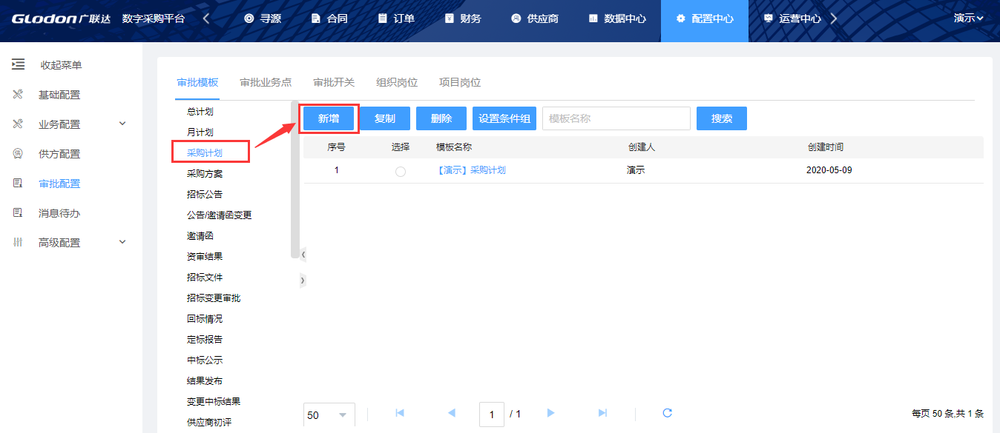 GLODON广联达 数字采购平台 寻源 合同 订单 财务 供应商 数据中心 配置中心 运营中心 演示
收起菜单
基础配置
业务配置
供方配置
审批配置
消息待办
高级配置
审批模板 审批业务点 审批开关 组织岗位 项目岗位
总计划
月计划
采购计划
采购方案
招标公告
公告/邀请函变更
邀请函
资审结果
招标文件
招标变更审批
回标情况
定标报告
中标公示
结果发布
变更中标结果
供应商初评
新增 复制 删除 设置条件组 模板名称 搜索
序号 选择 模板名称 创建人 创建时间
1 【演示】采购计划 演示 2020-05-09
50 1 / 1 每页 50 条,共 1 条